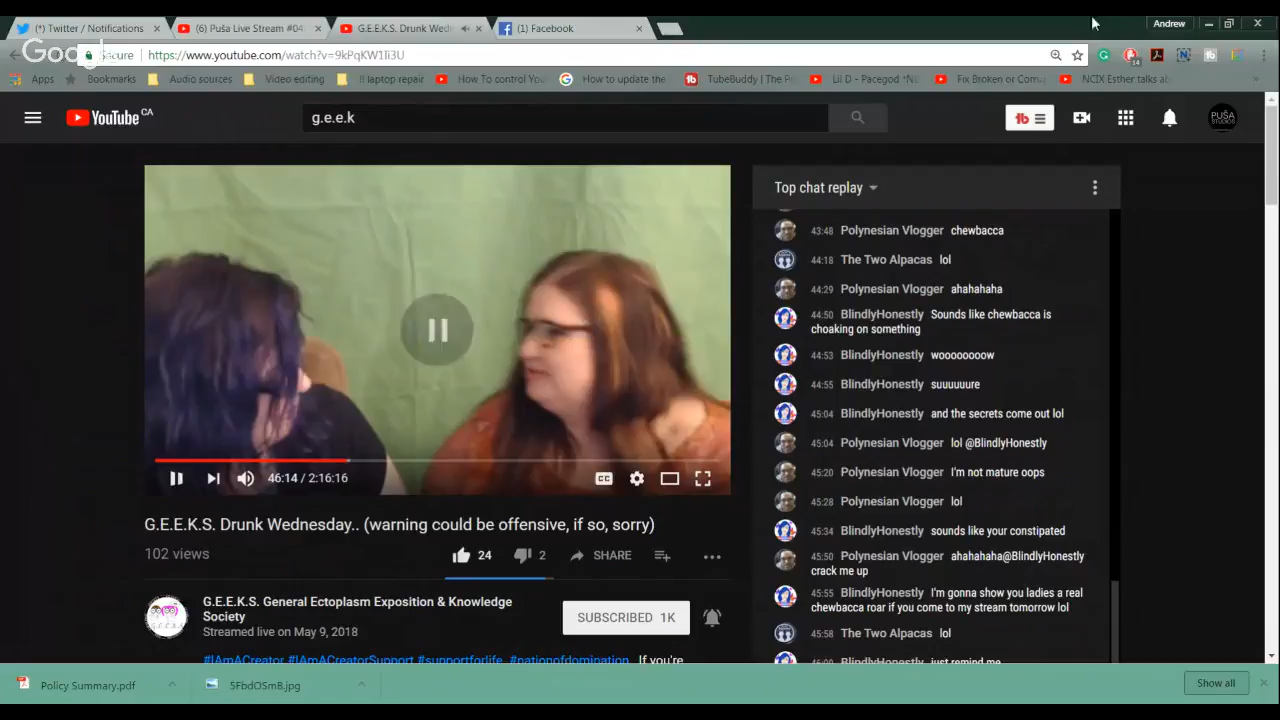 (*) Twitter / Notifications
(6) Puša Live Stream #04
G.E.E.K.S. Drunk Wedn
(1) Facebook
Andrew
Secure
https://www.youtube.com/watch?v=9kPqKW1Ii3U
14
Apps
Bookmarks
Audio sources
Video editing
!! laptop repair
How To control You
How to update the
TubeBuddy | The P
Lil D - Pacegod *N
Fix Broken or Corru
NCIX Esther talks ab
YouTube CA
g.e.e.k
PUŠA
STUDIOS
Top chat replay
43:48 Polynesian Vlogger chewbacca
44:18 The Two Alpacas lol
44:29 Polynesian Vlogger ahahahaha
44:50 BlindlyHonestly Sounds like chewbacca is
choaking on something
44:53 BlindlyHonestly wooooooow
44:55 BlindlyHonestly suuuuuure
45:04 BlindlyHonestly and the secrets come out lol
45:04 Polynesian Vlogger lol @BlindlyHonestly
45:20 Polynesian Vlogger I'm not mature oops
45:28 Polynesian Vlogger lol
45:34 BlindlyHonestly sounds like your constipated
45:50 Polynesian Vlogger ahahahaha@BlindlyHonestly
crack me up
45:55 BlindlyHonestly I'm gonna show you ladies a real
chewbacca roar if you come to my stream tomorrow lol
45:58 The Two Alpacas lol
BlindlyHonestly just remind me
46:14 / 2:16:16
G.E.E.K.S. Drunk Wednesday.. (warning could be offensive, if so, sorry)
102 views
24
2
SHARE
G.E.E.K.S. General Ectoplasm Exposition & Knowledge
Society
Streamed live on May 9, 2018
SUBSCRIBED 1K
#IAmACreator #IAmACreatorSupport #supportforlife #nationofdomination If you're
Policy Summary.pdf
5FbdOSmB.jpg
Show all